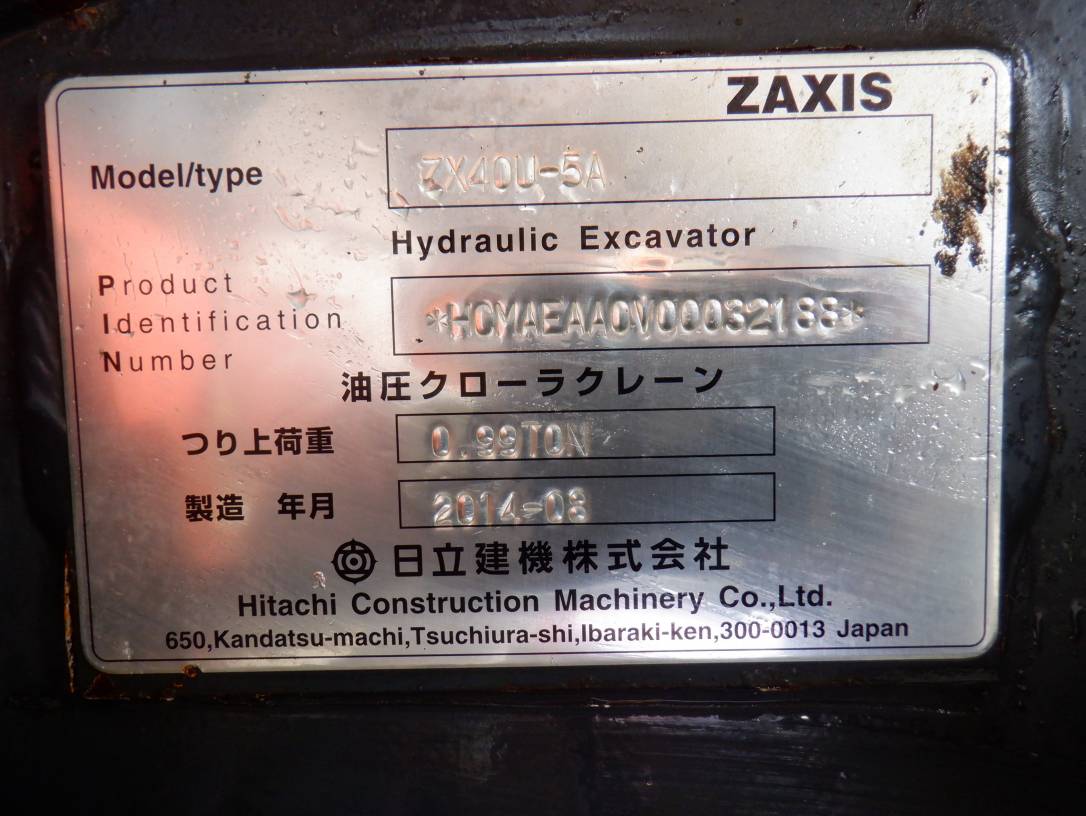 ZAXIS
Model/type ZX40U-5A
Hydraulic Excavator
Product
Identification *HCMAEAA0V00032188*
Number
油圧クローラクレーン
つり上荷重 0.99TON
製造 年月 2014-08
日立建機株式会社
Hitachi Construction Machinery Co.,Ltd.
650,Kandatsu-machi,Tsuchiura-shi,Ibaraki-ken,300-0013 Japan